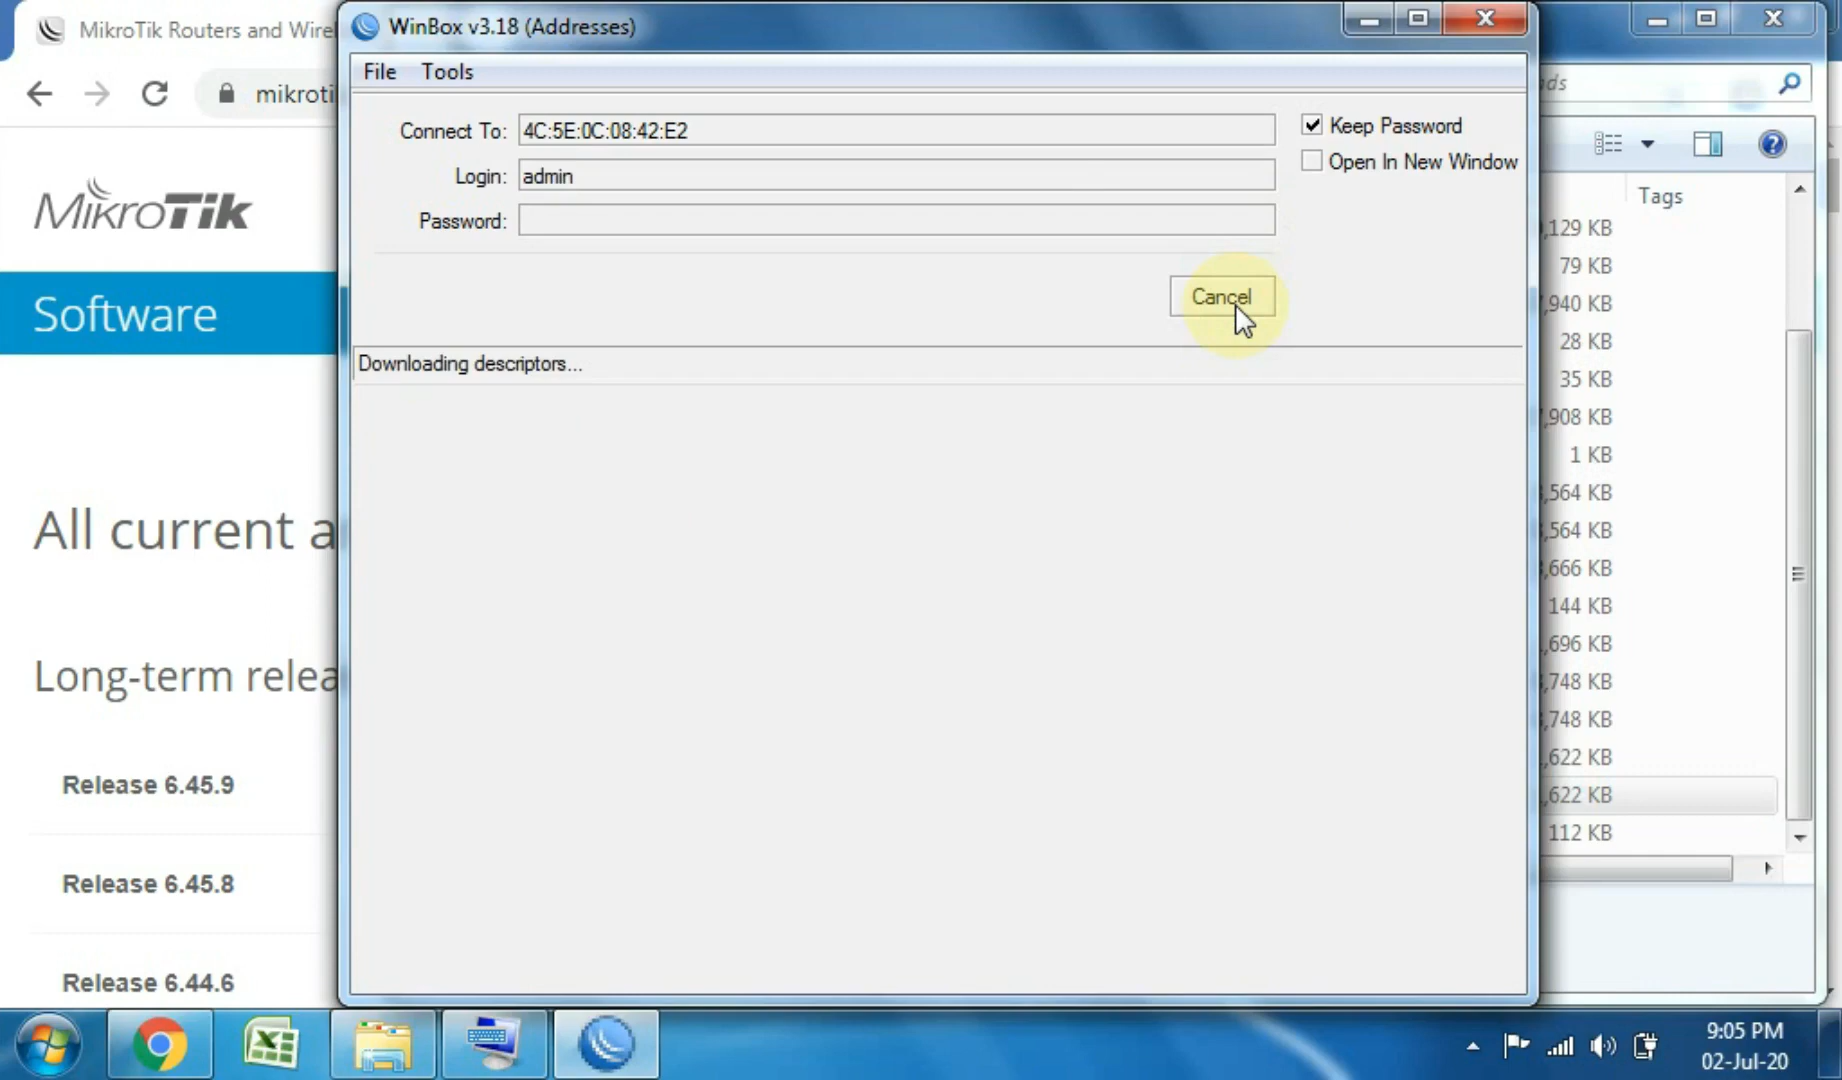 MikroTik Routers and Wirel
WinBox v3.18 (Addresses)
File Tools
mikroti
Connect To: 4C:5E:0C:08:42:E2
Keep Password
Login: admin
Open In New Window
Password:
Cancel
Downloading descriptors...
MikroTik
Software
All current a
Long-term relea
Release 6.45.9
Release 6.45.8
Release 6.44.6
ds
Tags
,129 KB
79 KB
,940 KB
28 KB
35 KB
,908 KB
1 KB
,564 KB
,564 KB
,666 KB
144 KB
,696 KB
,748 KB
,748 KB
,622 KB
,622 KB
112 KB
9:05 PM
02-Jul-20